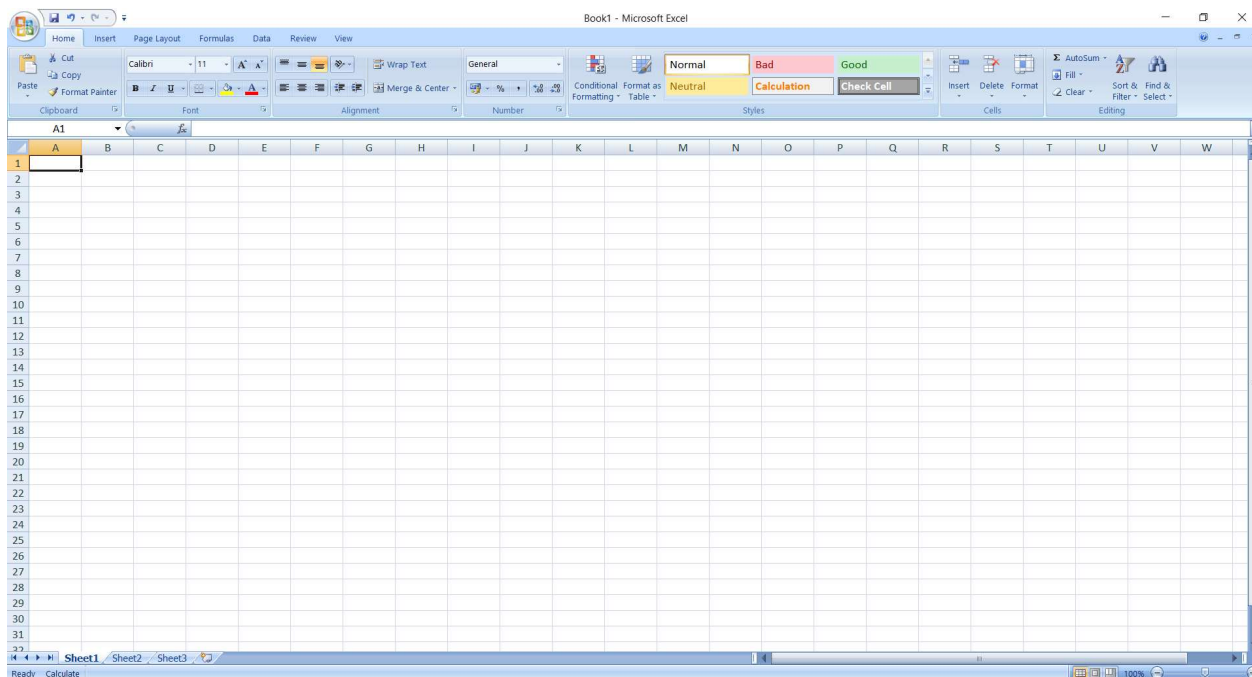 Book1 - Microsoft Excel
Home Insert Page Layout Formulas Data Review View
Paste
Cut
Copy
Format Painter
Clipboard
Calibri 11
B I U
Font
Wrap Text
Merge & Center
Alignment
General
% ,
Number
Conditional Formatting
Format as Table
Normal Bad Good
Neutral Calculation Check Cell
Styles
Insert Delete Format
Cells
Σ AutoSum
Fill
Clear
Sort & Filter
Find & Select
Editing
A1 fx
A B C D E F G H I J K L M N O P Q R S T U V W
1
2
3
4
5
6
7
8
9
10
11
12
13
14
15
16
17
18
19
20
21
22
23
24
25
26
27
28
29
30
31
32
Sheet1 Sheet2 Sheet3
Ready Calculate 100%